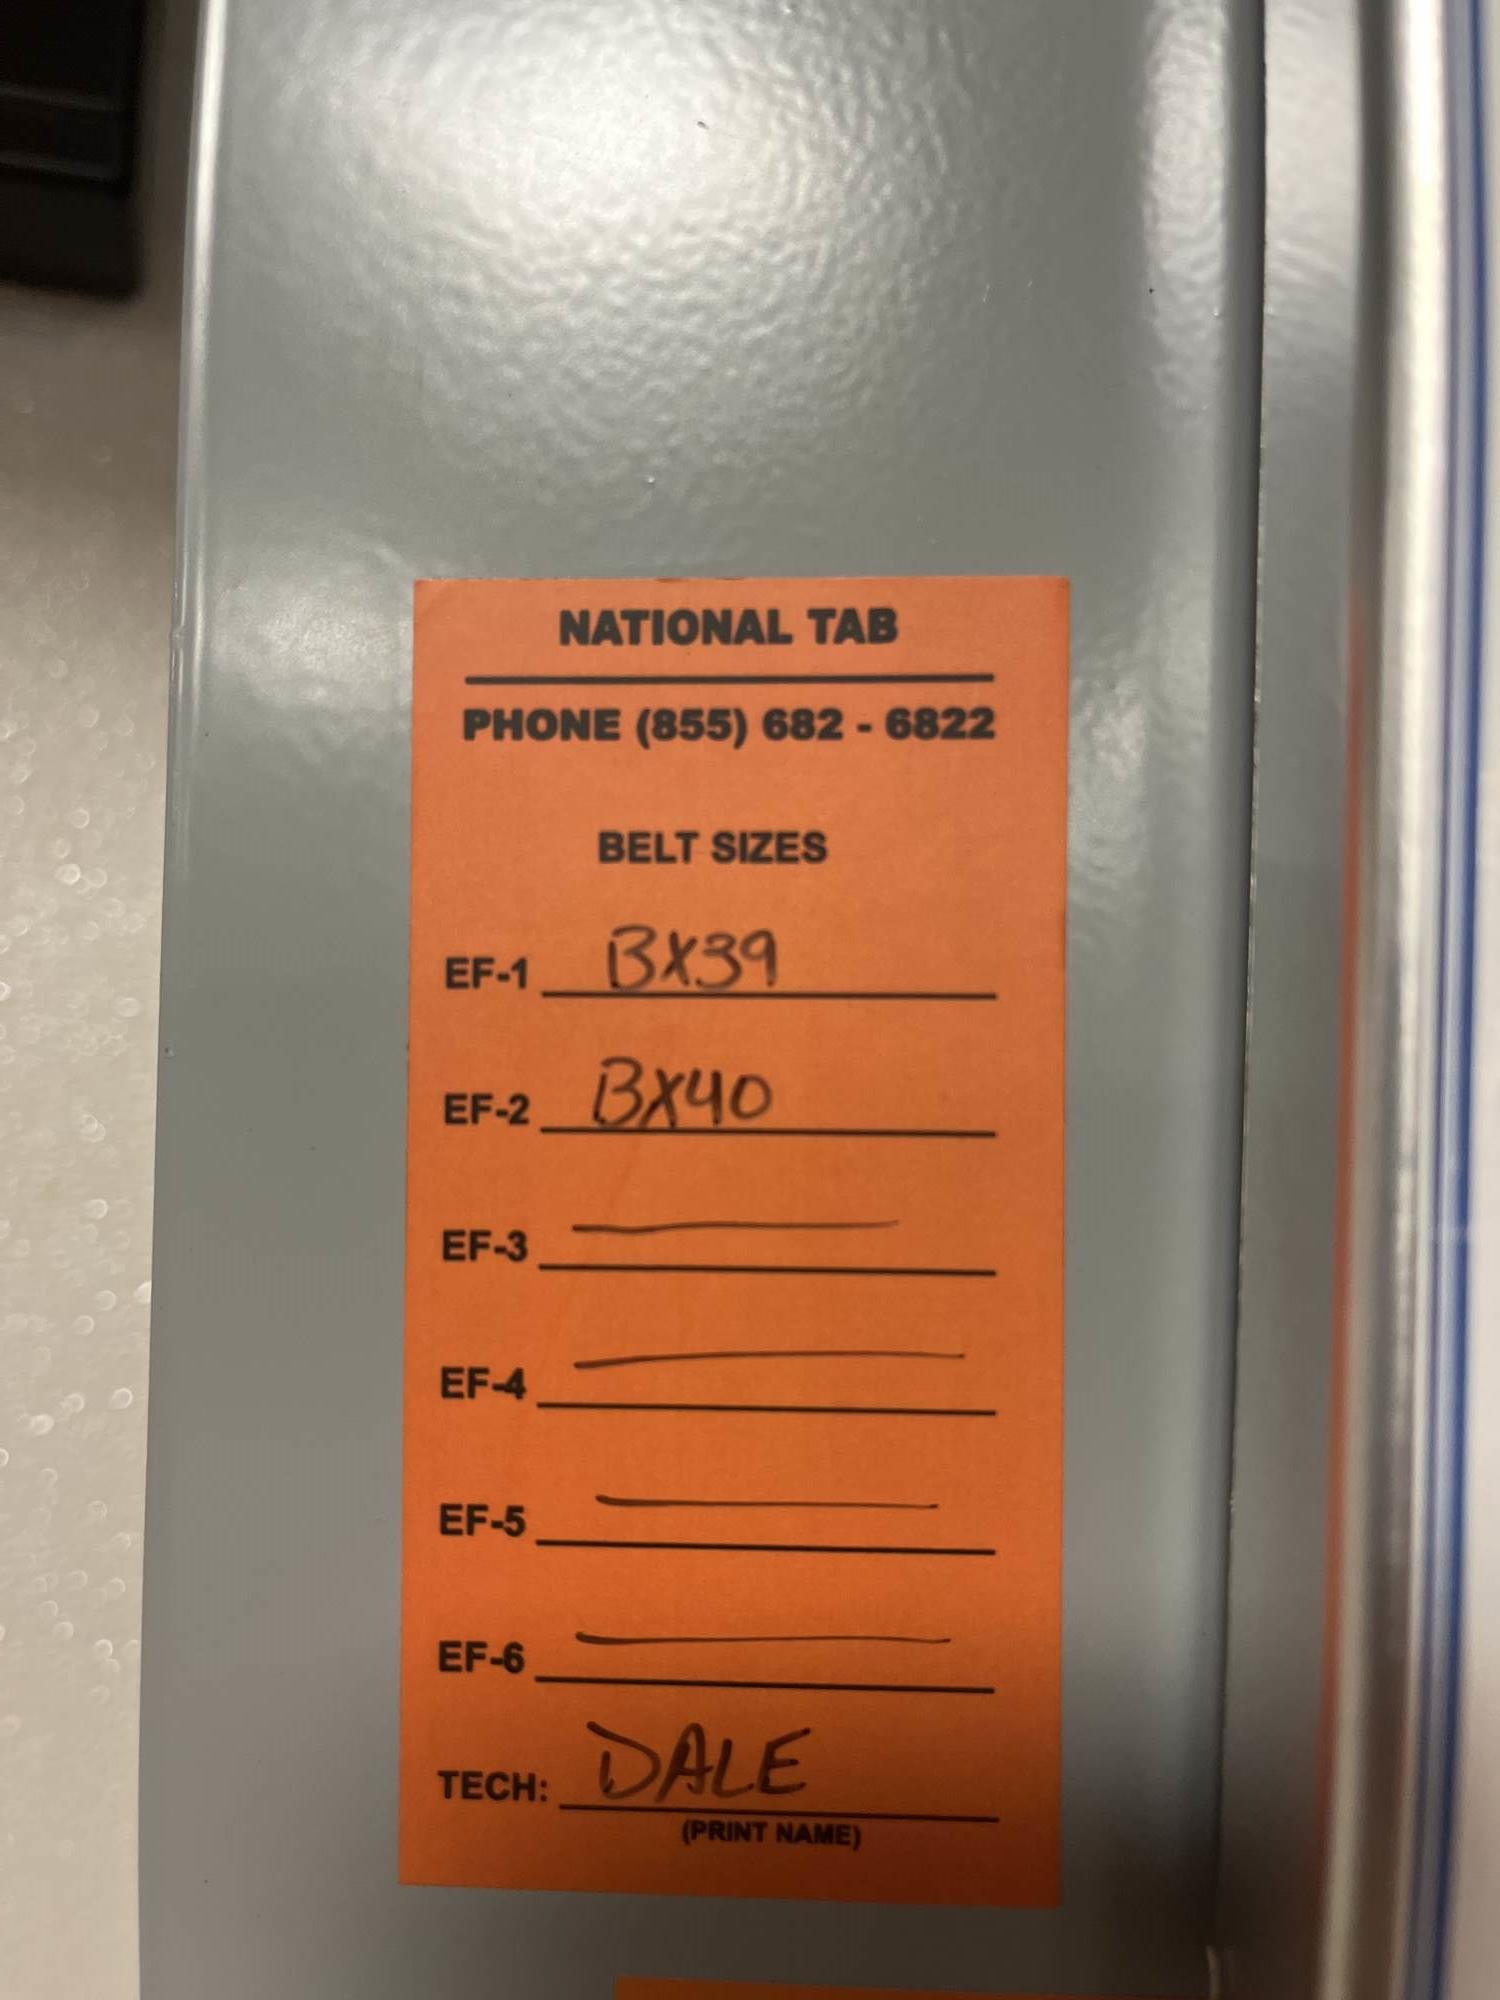 NATIONAL TAB
PHONE (855) 682 - 6822
BELT SIZES
EF-1 BX39
EF-2 BX40
EF-3
EF-4
EF-5
EF-6
TECH: DALE
(PRINT NAME)